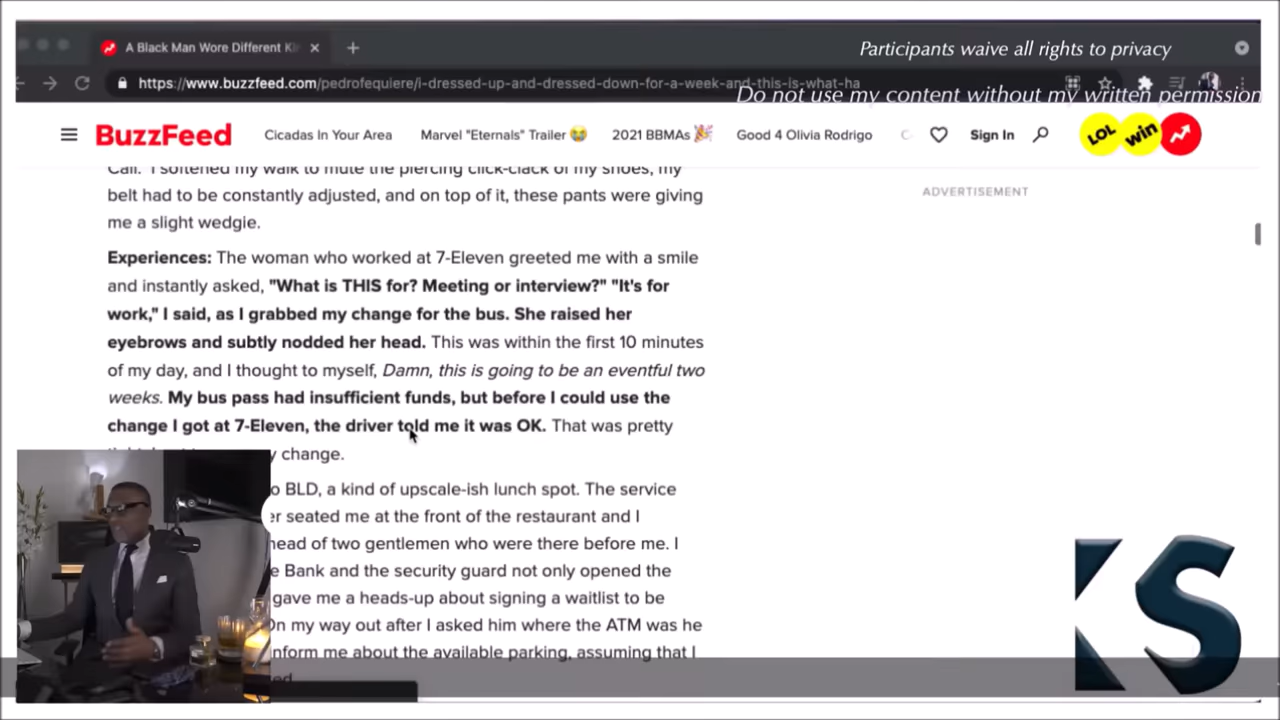 A Black Man Wore Different Ki
Participants waive all rights to privacy
https://www.buzzfeed.com/pedrofequiere/i-dressed-up-and-dressed-down-for-a-week-and-this-is-what-ha
Do not use my content without my written permission
BuzzFeed
Cicadas In Your Area
Marvel "Eternals" Trailer 😭
2021 BBMAs 🎉
Good 4 Olivia Rodrigo
Sign In
LOL
win
Call." I softened my walk to mute the piercing click-clack of my shoes, my
ADVERTISEMENT
belt had to be constantly adjusted, and on top of it, these pants were giving
me a slight wedgie.
Experiences: The woman who worked at 7-Eleven greeted me with a smile
and instantly asked, "What is THIS for? Meeting or interview?" "It's for
work," I said, as I grabbed my change for the bus. She raised her
eyebrows and subtly nodded her head. This was within the first 10 minutes
of my day, and I thought to myself, Damn, this is going to be an eventful two
weeks. My bus pass had insufficient funds, but before I could use the
change I got at 7-Eleven, the driver told me it was OK. That was pretty
change.
o BLD, a kind of upscale-ish lunch spot. The service
er seated me at the front of the restaurant and I
head of two gentlemen who were there before me. I
e Bank and the security guard not only opened the
gave me a heads-up about signing a waitlist to be
On my way out after I asked him where the ATM was he
nform me about the available parking, assuming that I
KS